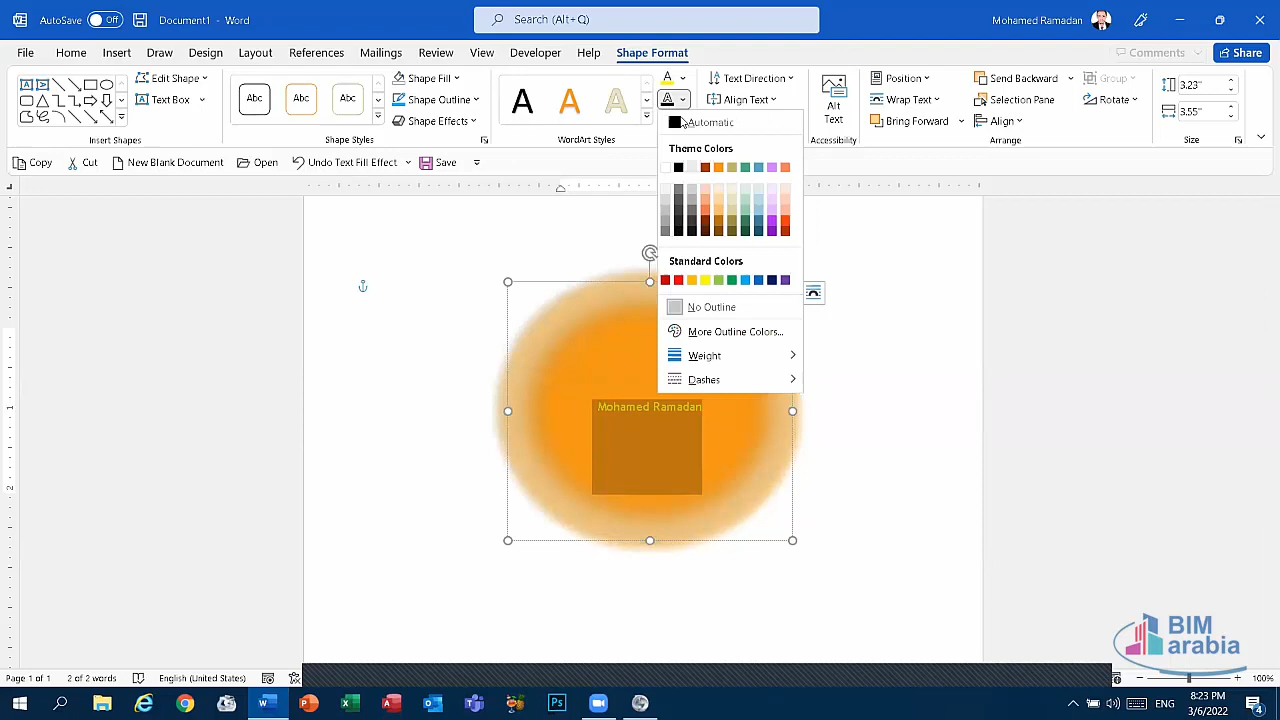 AutoSave Off Document1 - Word Search (Alt+Q) Mohamed Ramadan
File Home Insert Draw Design Layout References Mailings Review View Developer Help Shape Format Comments Share
Edit Shape Abc Abc Abc Shape Fill A A A A Text Direction Position Send Backward Group 3.23"
Text Box Shape Outline A Align Text Alt Text Wrap Text Selection Pane Rotate 3.55"
Shape Effects Bring Forward Align
Insert Shapes Shape Styles WordArt Styles Accessibility Arrange Size
Automatic
Theme Colors
Standard Colors
No Outline
More Outline Colors...
Weight
Dashes
Copy Cut New Blank Document Open Undo Text Fill Effect Save
1
2
Mohamed Ramadan
BIM
arabia
Page 1 of 1 2 of 2 words English (United States) 100%
8:23 PM
ENG
3/6/2022
4